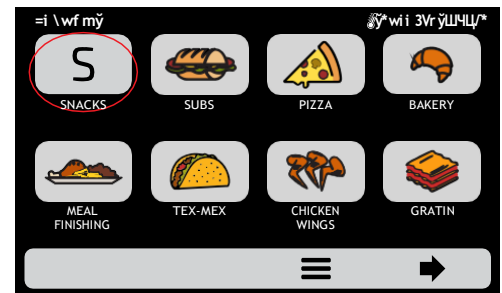 S
SNACKS
SUBS
PIZZA
BAKERY
MEAL
FINISHING
TEX-MEX
CHICKEN
WINGS
GRATIN